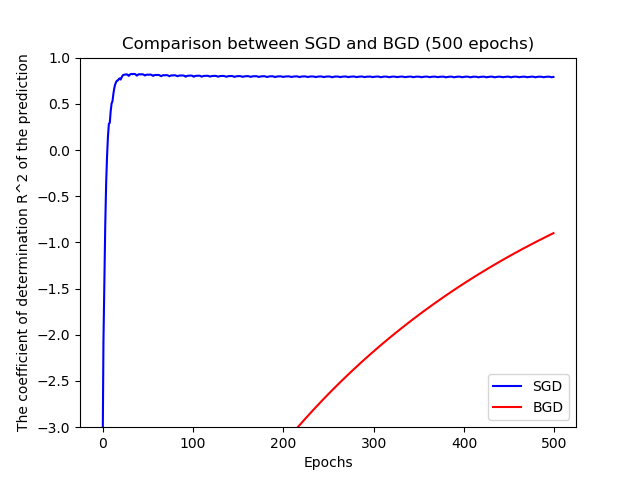 Comparison between SGD and BGD (500 epochs)
The coefficient of determination R^2 of the prediction
1.0
0.5
0.0
−0.5
−1.0
−1.5
−2.0
−2.5
−3.0
SGD
BGD
0 100 200 300 400 500
Epochs